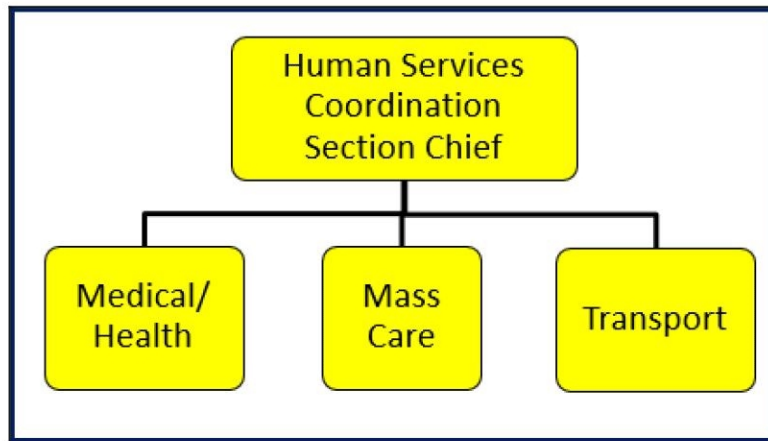 Human Services
Coordination
Section Chief
Medical/
Health
Mass
Care
Transport